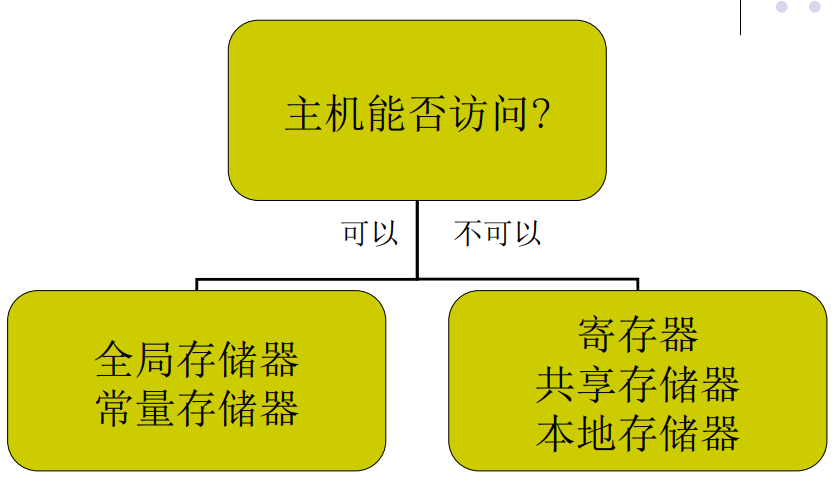 主机能否访问？
可以
不可以
全局存储器
常量存储器
寄存器
共享存储器
本地存储器